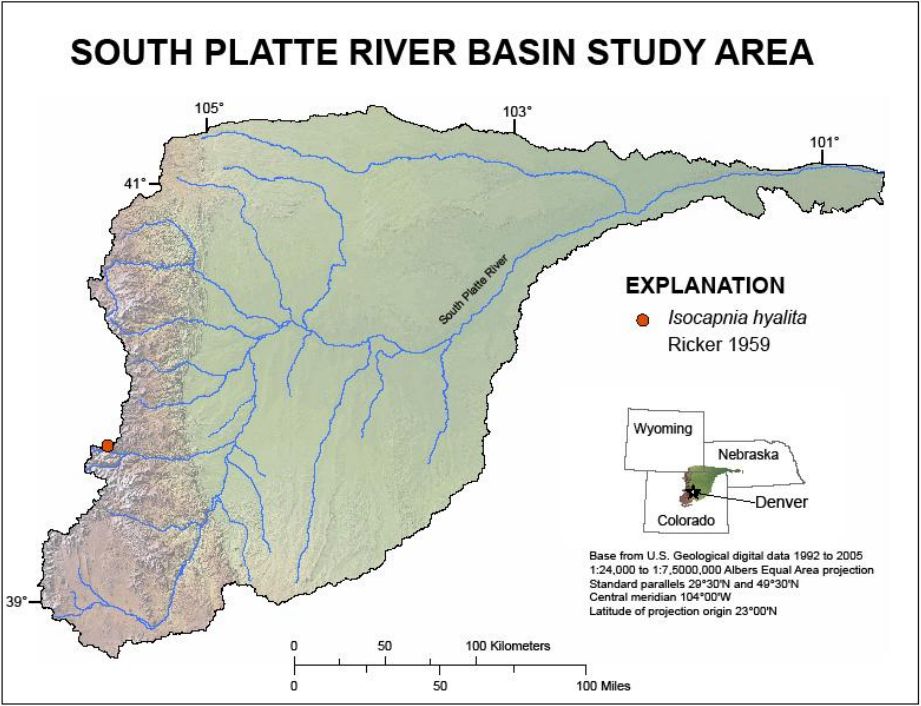 SOUTH PLATTE RIVER BASIN STUDY AREA
105°
103°
101°
41°
South Platte River
EXPLANATION
Isocapnia hyalita
Ricker 1959
Wyoming
Nebraska
Denver
Colorado
Base from U.S. Geological digital data 1992 to 2005
1:24,000 to 1:7,5000,000 Albers Equal Area projection
Standard parallels 29°30'N and 49°30'N
Central meridian 104°00'W
Latitude of projection origin 23°00'N
39°
0 50 100 Kilometers
0 50 100 Miles